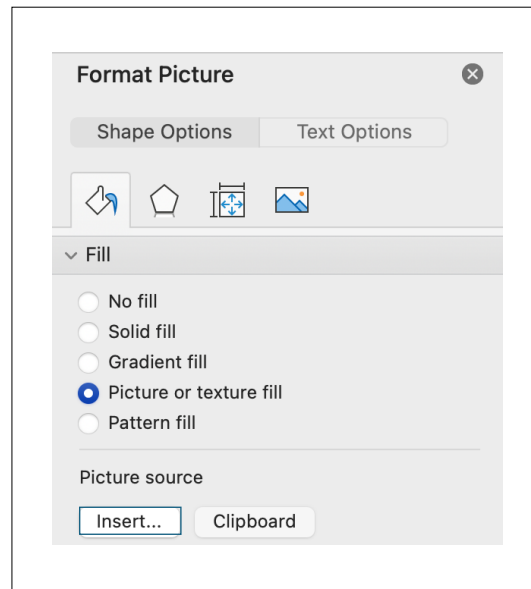 Format Picture
Shape Options Text Options
Fill
No fill
Solid fill
Gradient fill
Picture or texture fill
Pattern fill
Picture source
Insert... Clipboard